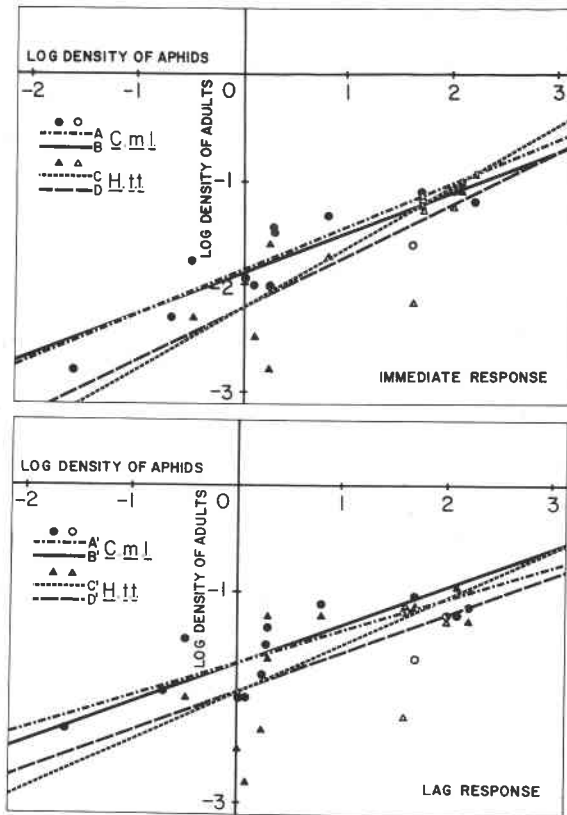 LOG DENSITY OF APHIDS
-2 -1 0 1 2 3
LOG DENSITY OF ADULTS
A C.m.l.
B
C H.t.t.
D
-1
-2
-3
IMMEDIATE RESPONSE
LOG DENSITY OF APHIDS
-2 -1 0 1 2 3
LOG DENSITY OF ADULTS
A' C.m.l.
B'
C' H.t.t.
D'
-1
-3
LAG RESPONSE